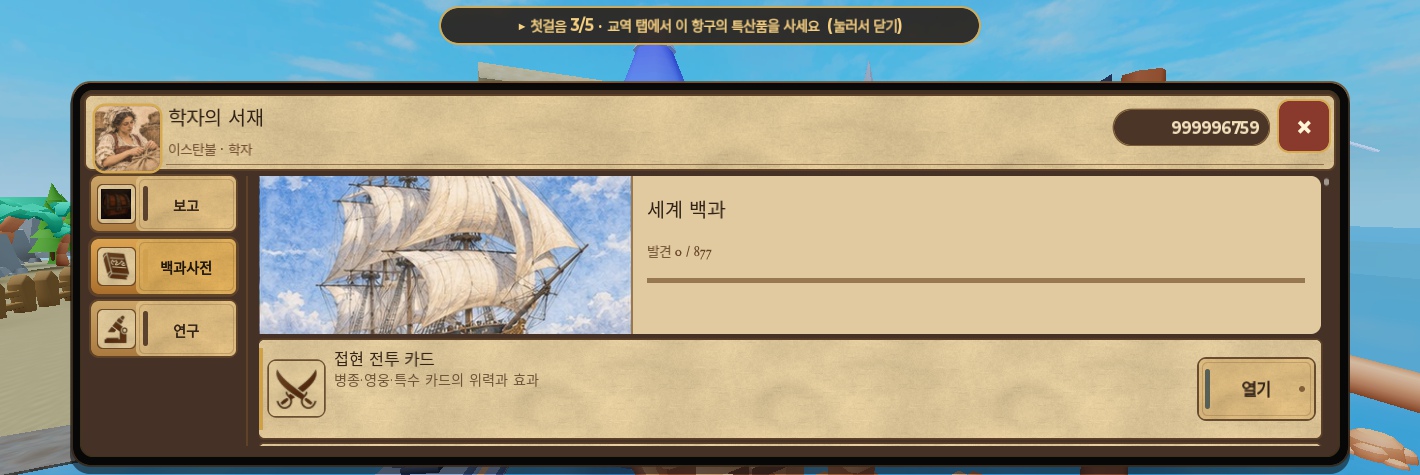 ▸ 첫걸음 3/5 · 교역 탭에서 이 항구의 특산품을 사세요 (눌러서 닫기)
학자의 서재
이스탄불 · 학자
999996759
×
보고
백과사전
연구
세계 백과
발견 0 / 877
접현 전투 카드
병종·영웅·특수 카드의 위력과 효과
열기